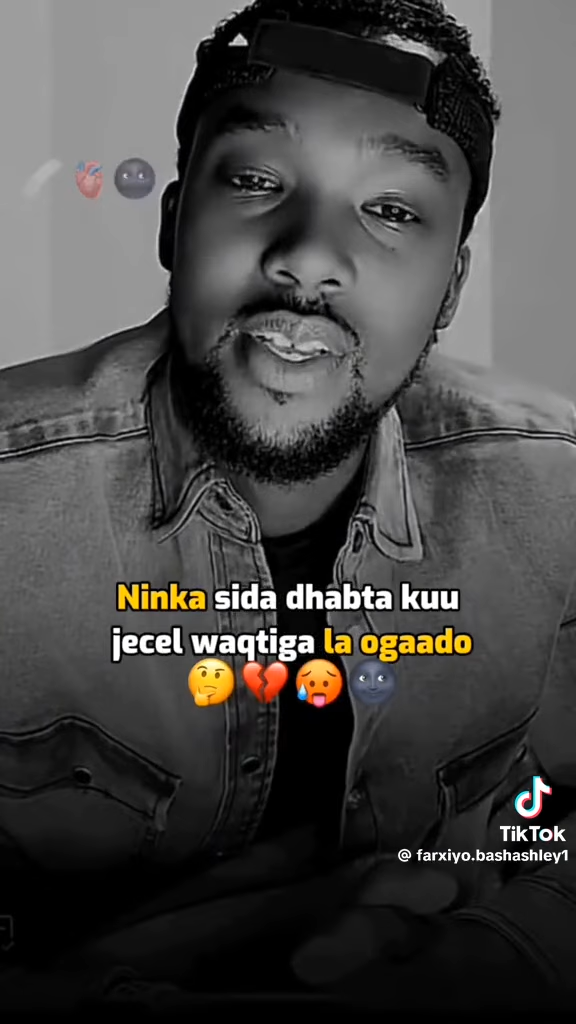 Ninka sida dhabta kuu
jecel waqtiga la ogaado
🤔💔🥵🌚
TikTok
@ farxiyo.bashashley1